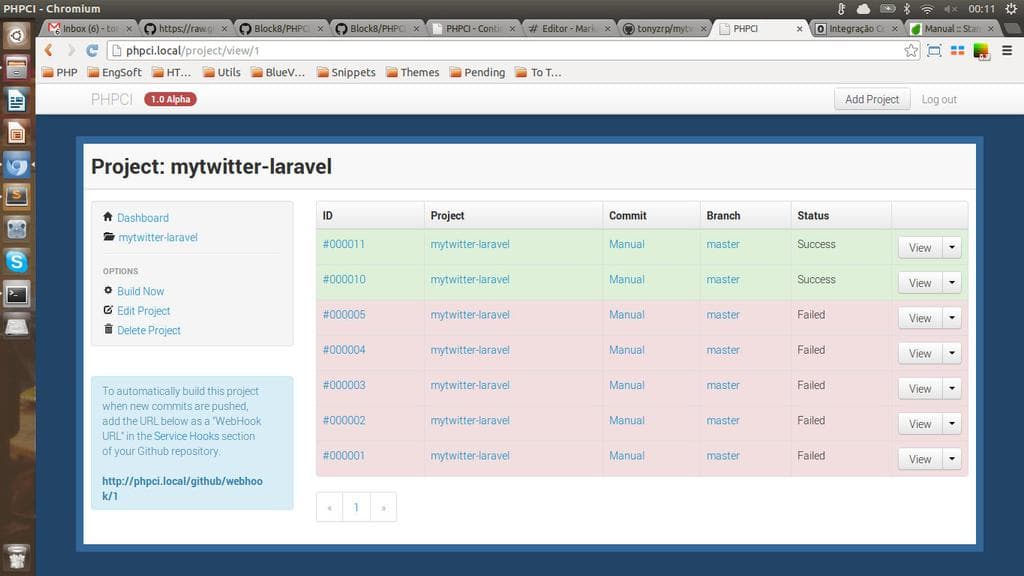 PHPCI - Chromium
00:11
Inbox (6) - tor
https://raw.g
Block8/PHPC
Block8/PHPC
PHPCI - Cont
Editor - Mark
tonyzrp/mytw
PHPCI
Integração C
Manual :: Star
phpci.local/project/view/1
PHP
EngSoft
HT...
Utils
BlueV...
Snippets
Themes
Pending
To T...
PHPCI
1.0 Alpha
Add Project
Log out
Project: mytwitter-laravel
Dashboard
mytwitter-laravel
OPTIONS
Build Now
Edit Project
Delete Project
To automatically build this project
when new commits are pushed,
add the URL below as a "WebHook
URL" in the Service Hooks section
of your Github repository.
http://phpci.local/github/webhoo
k/1
ID Project Commit Branch Status
#000011 mytwitter-laravel Manual master Success View
#000010 mytwitter-laravel Manual master Success View
#000005 mytwitter-laravel Manual master Failed View
#000004 mytwitter-laravel Manual master Failed View
#000003 mytwitter-laravel Manual master Failed View
#000002 mytwitter-laravel Manual master Failed View
#000001 mytwitter-laravel Manual master Failed View
« 1 »